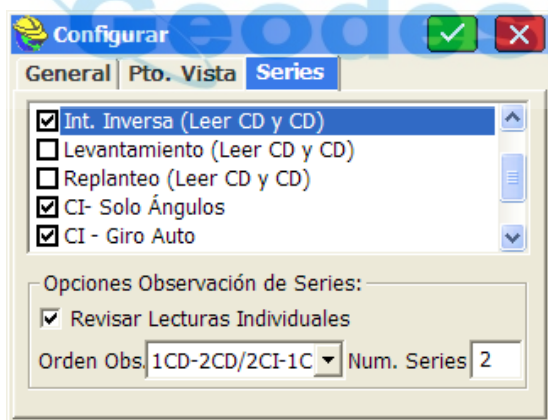 Geodos
Configurar
General Pto. Vista Series
Int. Inversa (Leer CD y CD)
Levantamiento (Leer CD y CD)
Replanteo (Leer CD y CD)
CI- Solo Ángulos
CI - Giro Auto
Opciones Observación de Series:
Revisar Lecturas Individuales
Orden Obs. 1CD-2CD/2CI-1C Num. Series 2